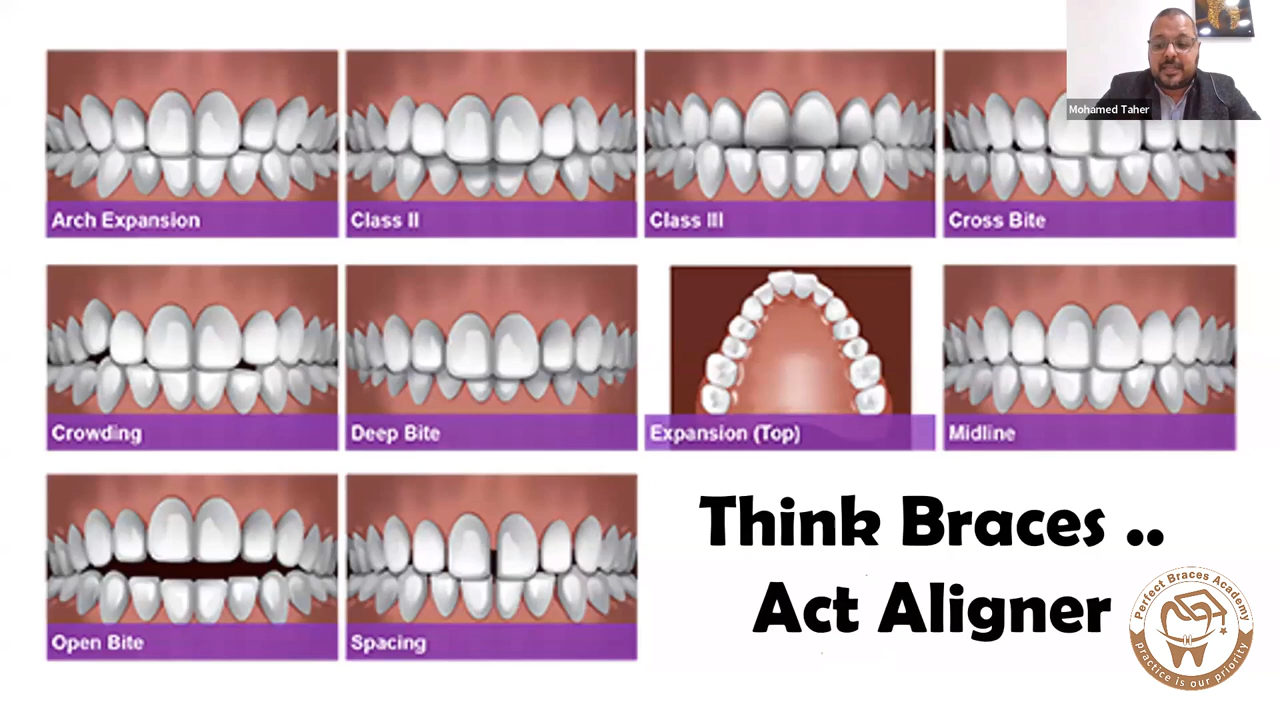 Mohamed Taher
Arch Expansion
Class II
Class III
Cross Bite
Crowding
Deep Bite
Expansion (Top)
Midline
Open Bite
Spacing
Think Braces ..
Act Aligner
Perfect Braces Academy
practice is our priority